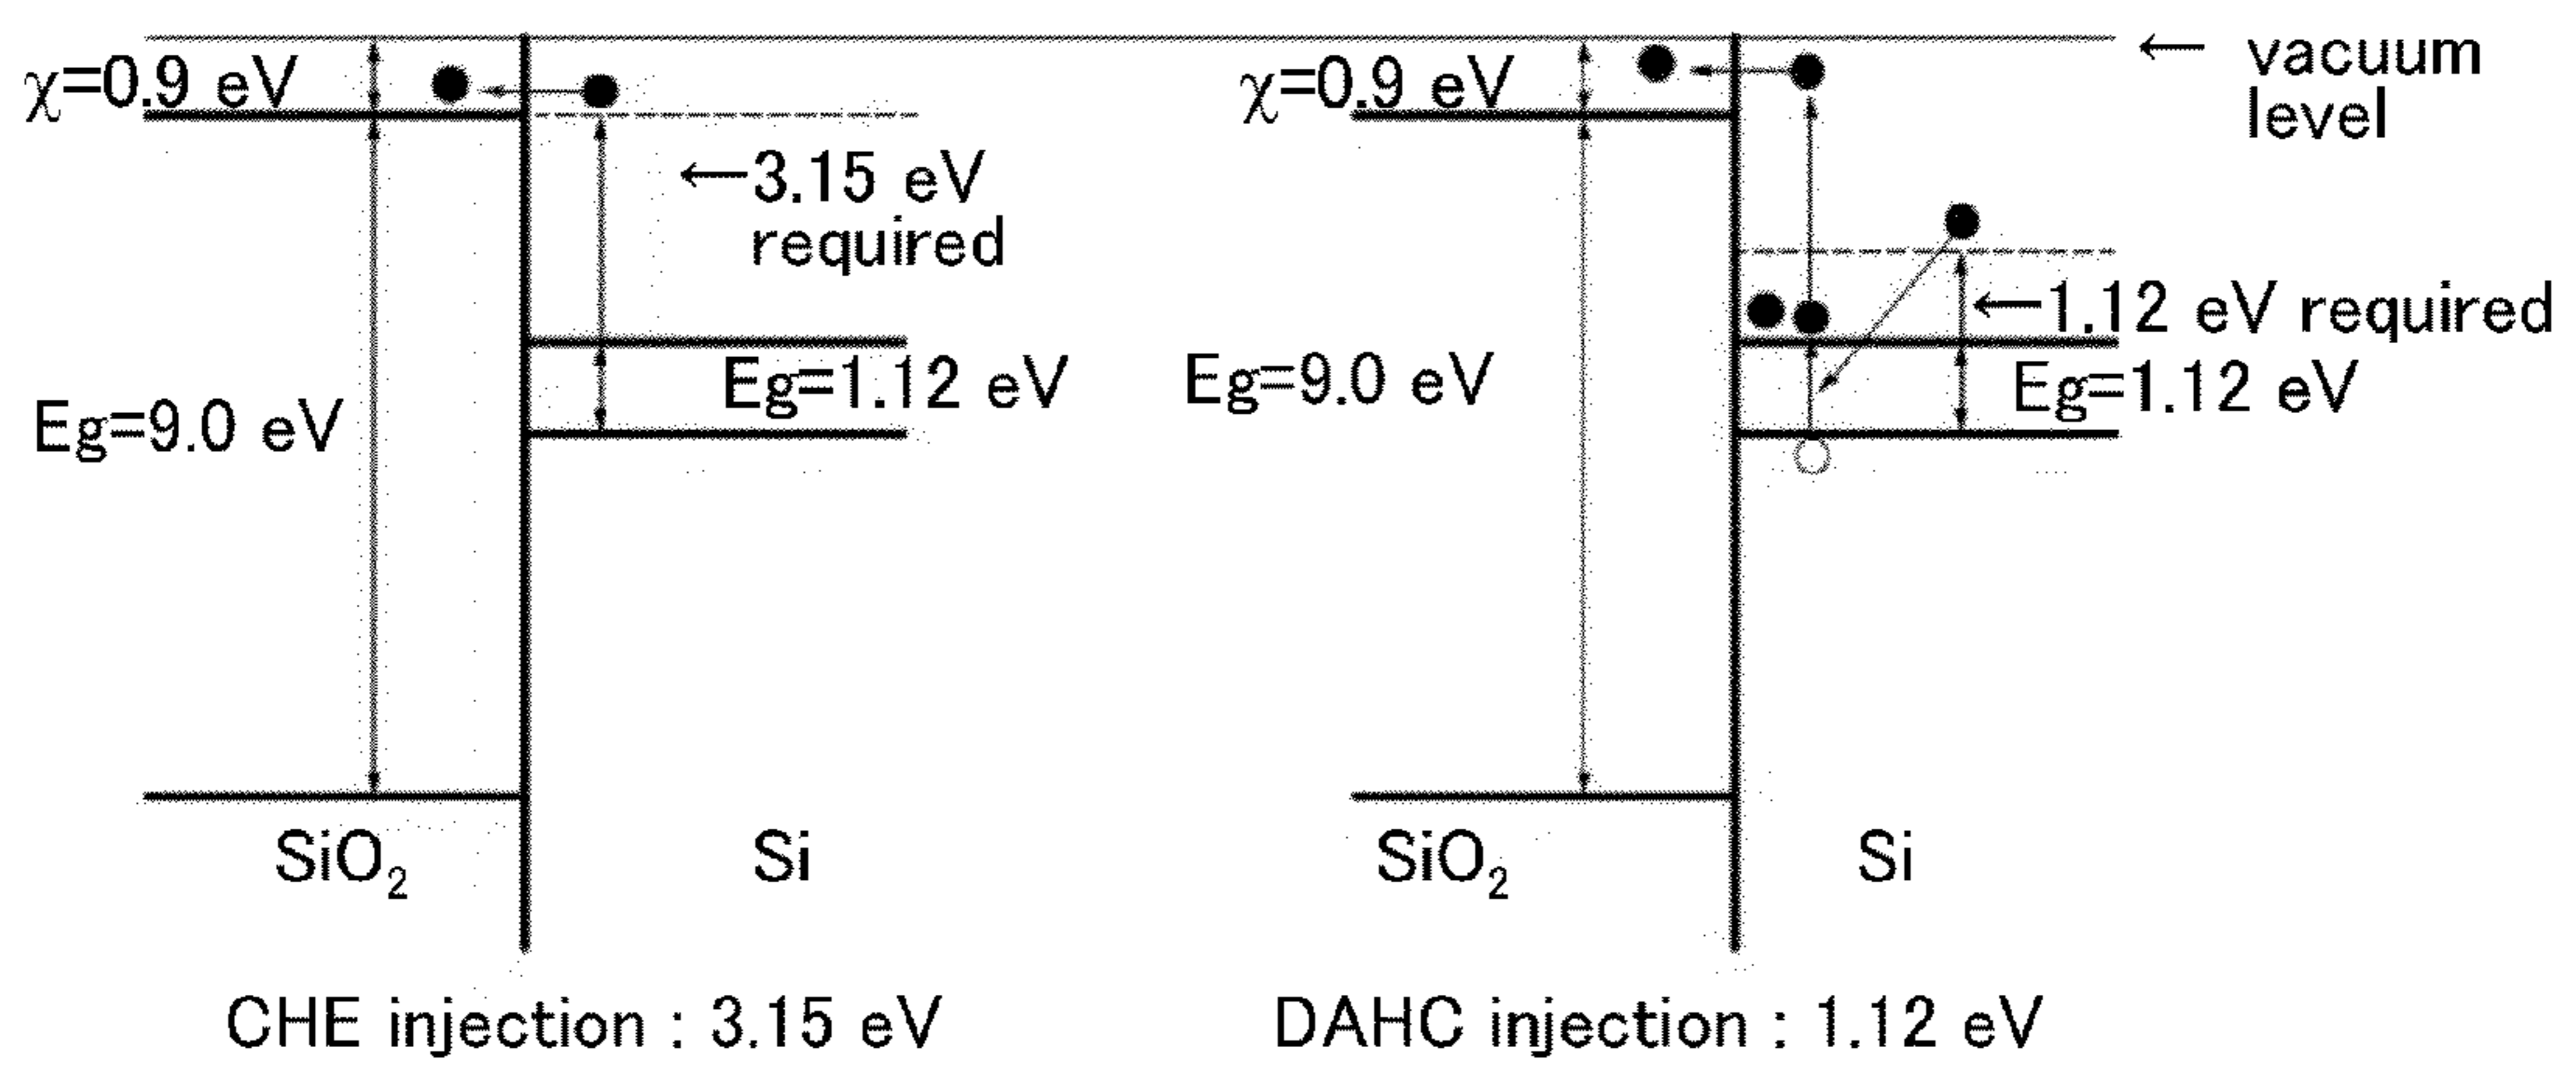 χ=0.9 eV
←3.15 eV
required
Eg=1.12 eV
Eg=9.0 eV
SiO₂
Si
CHE injection : 3.15 eV
χ=0.9 eV
← vacuum
level
←1.12 eV required
Eg=9.0 eV
Eg=1.12 eV
SiO₂
Si
DAHC injection : 1.12 eV